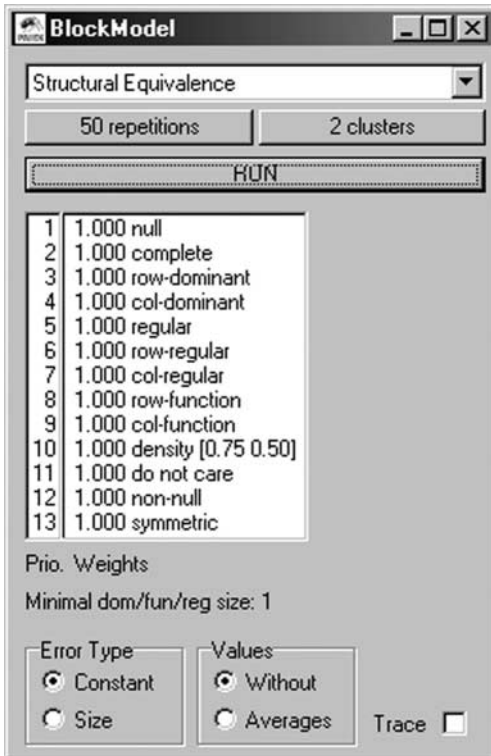 BlockModel
Structural Equivalence
50 repetitions 2 clusters
RUN
1 1.000 null
2 1.000 complete
3 1.000 row-dominant
4 1.000 col-dominant
5 1.000 regular
6 1.000 row-regular
7 1.000 col-regular
8 1.000 row-function
9 1.000 col-function
10 1.000 density [0.75 0.50]
11 1.000 do not care
12 1.000 non-null
13 1.000 symmetric
Prio. Weights
Minimal dom/fun/reg size: 1
Error Type Values
Constant Without
Size Averages Trace